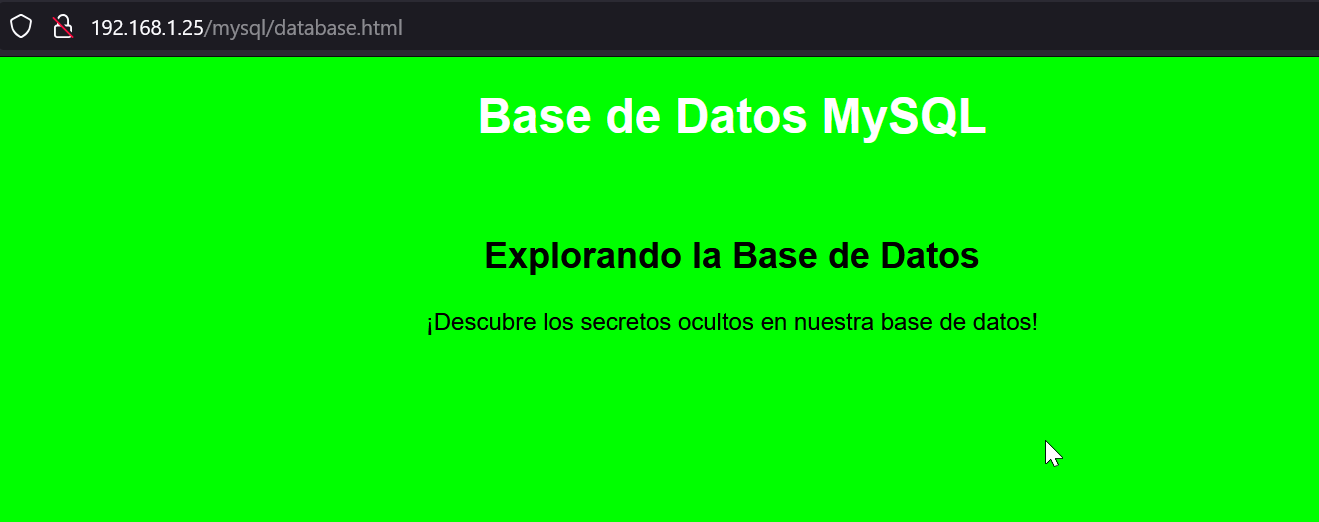 192.168.1.25/mysql/database.html
Base de Datos MySQL
Explorando la Base de Datos
¡Descubre los secretos ocultos en nuestra base de datos!